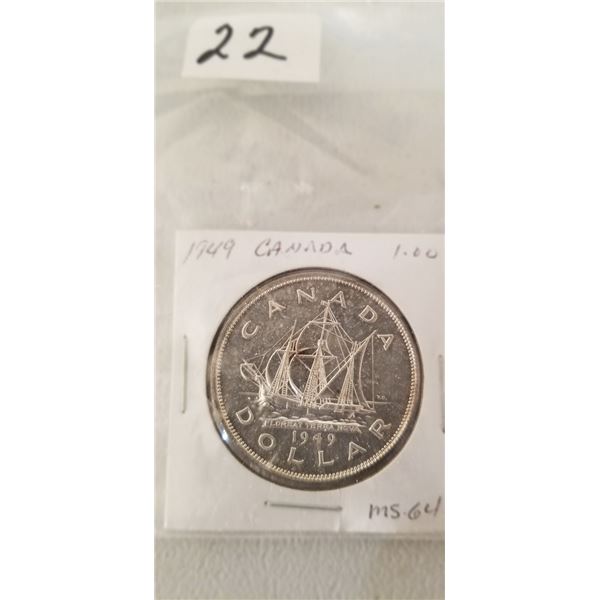 22
1949 CANADA 1.00
CANADA
T.S.
FLOREAT TERRA NOVA
1949
DOLLAR
MS-64